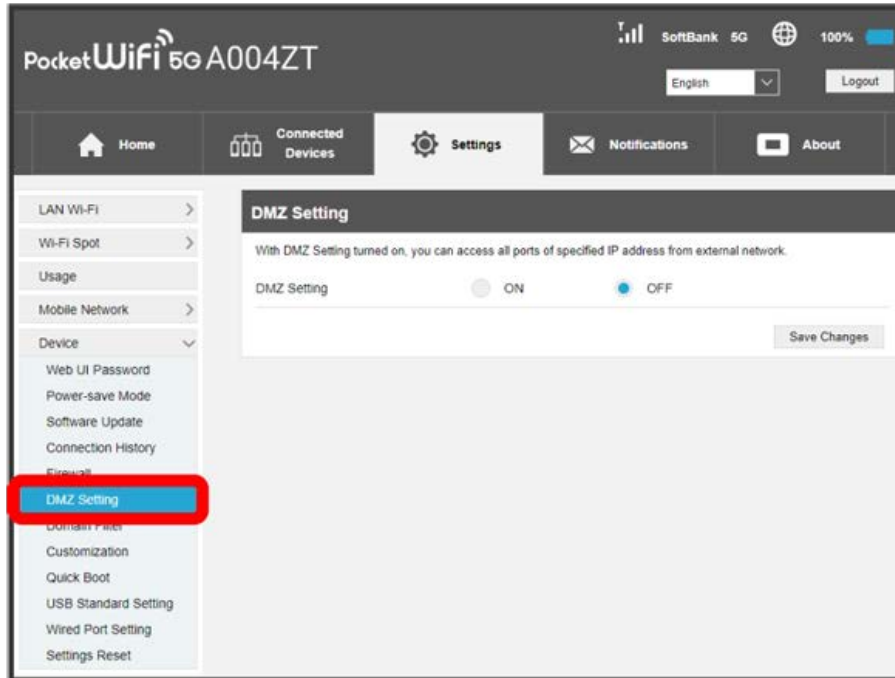 Pocket WiFi 5G A004ZT
SoftBank 5G 100%
English Logout
Home Connected Devices Settings Notifications About
LAN Wi-Fi
Wi-Fi Spot
Usage
Mobile Network
Device
Web UI Password
Power-save Mode
Software Update
Connection History
Firewall
DMZ Setting
Domain Filter
Customization
Quick Boot
USB Standard Setting
Wired Port Setting
Settings Reset
DMZ Setting
With DMZ Setting turned on, you can access all ports of specified IP address from external network.
DMZ Setting ON OFF
Save Changes